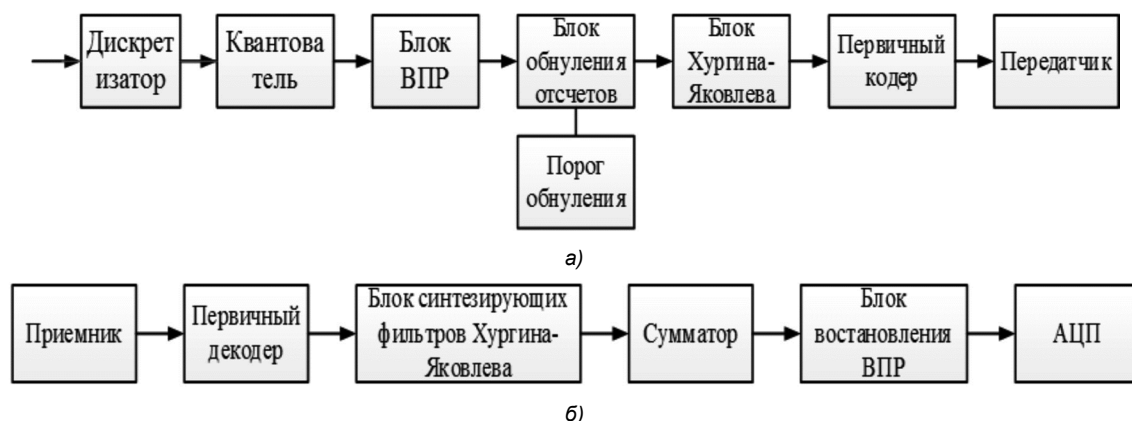 Дискрет
изатор
Квантова
тель
Блок
ВПР
Блок
обнуления
отсчетов
Блок
Хургина-
Яковлева
Первичный
кодер
Передатчик
Порог
обнуления
а)
Приемник
Первичный
декодер
Блок синтезирующих
фильтров Хургина-
Яковлева
Сумматор
Блок
востановления
ВПР
АЦП
б)